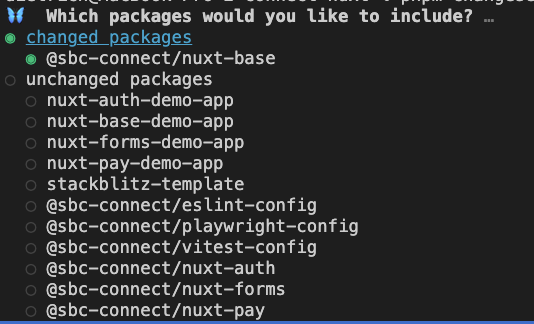 Which packages would you like to include? …
changed packages
@sbc-connect/nuxt-base
unchanged packages
nuxt-auth-demo-app
nuxt-base-demo-app
nuxt-forms-demo-app
nuxt-pay-demo-app
stackblitz-template
@sbc-connect/eslint-config
@sbc-connect/playwright-config
@sbc-connect/vitest-config
@sbc-connect/nuxt-auth
@sbc-connect/nuxt-forms
@sbc-connect/nuxt-pay